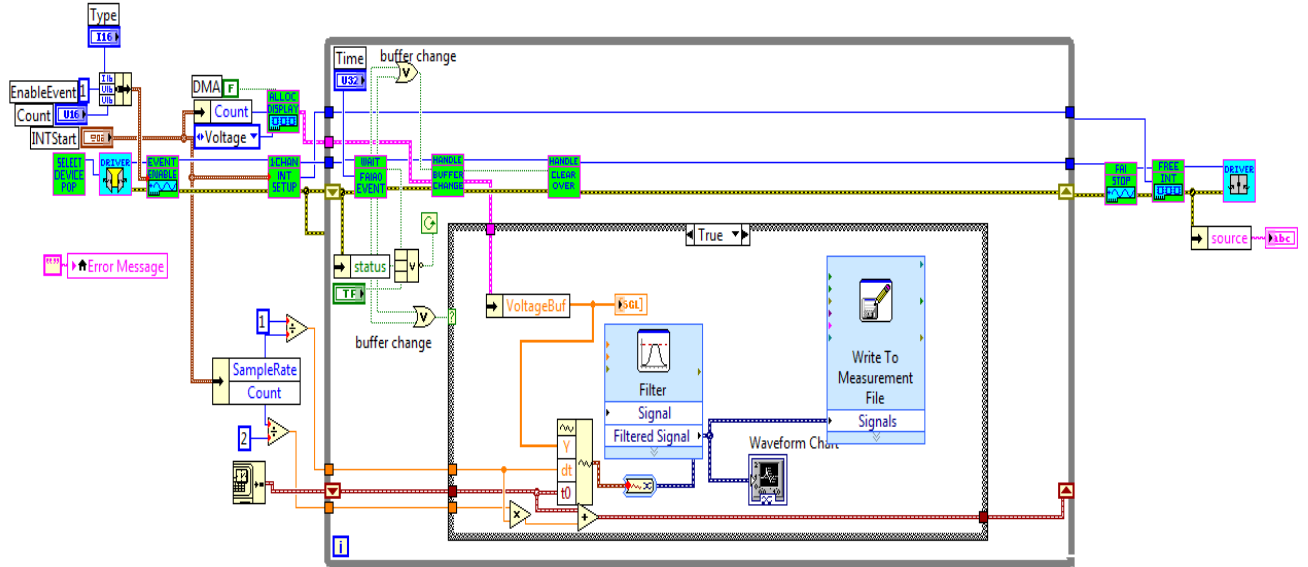 Type
I16
EnableEvent
1
Count
U16
INTStart
DMA
F
Count
Voltage
ALLOC
DISPLAY
SELECT
DEVICE
POP
DRIVER
EVENT
ENABLE
1CHAN
INT
SETUP
Error Message
Time
U32
buffer change
WAIT
FAIAO
EVENT
HANDLE
BUFFER
CHANGE
HANDLE
CLEAR
OVER
status
TF
buffer change
True
VoltageBuf
SGL]
Filter
Signal
Filtered Signal
Write To
Measurement
File
Signals
Waveform Chart
Y
dt
t0
1
SampleRate
Count
2
i
FAI
STOP
FREE
INT
DRIVER
source
abc